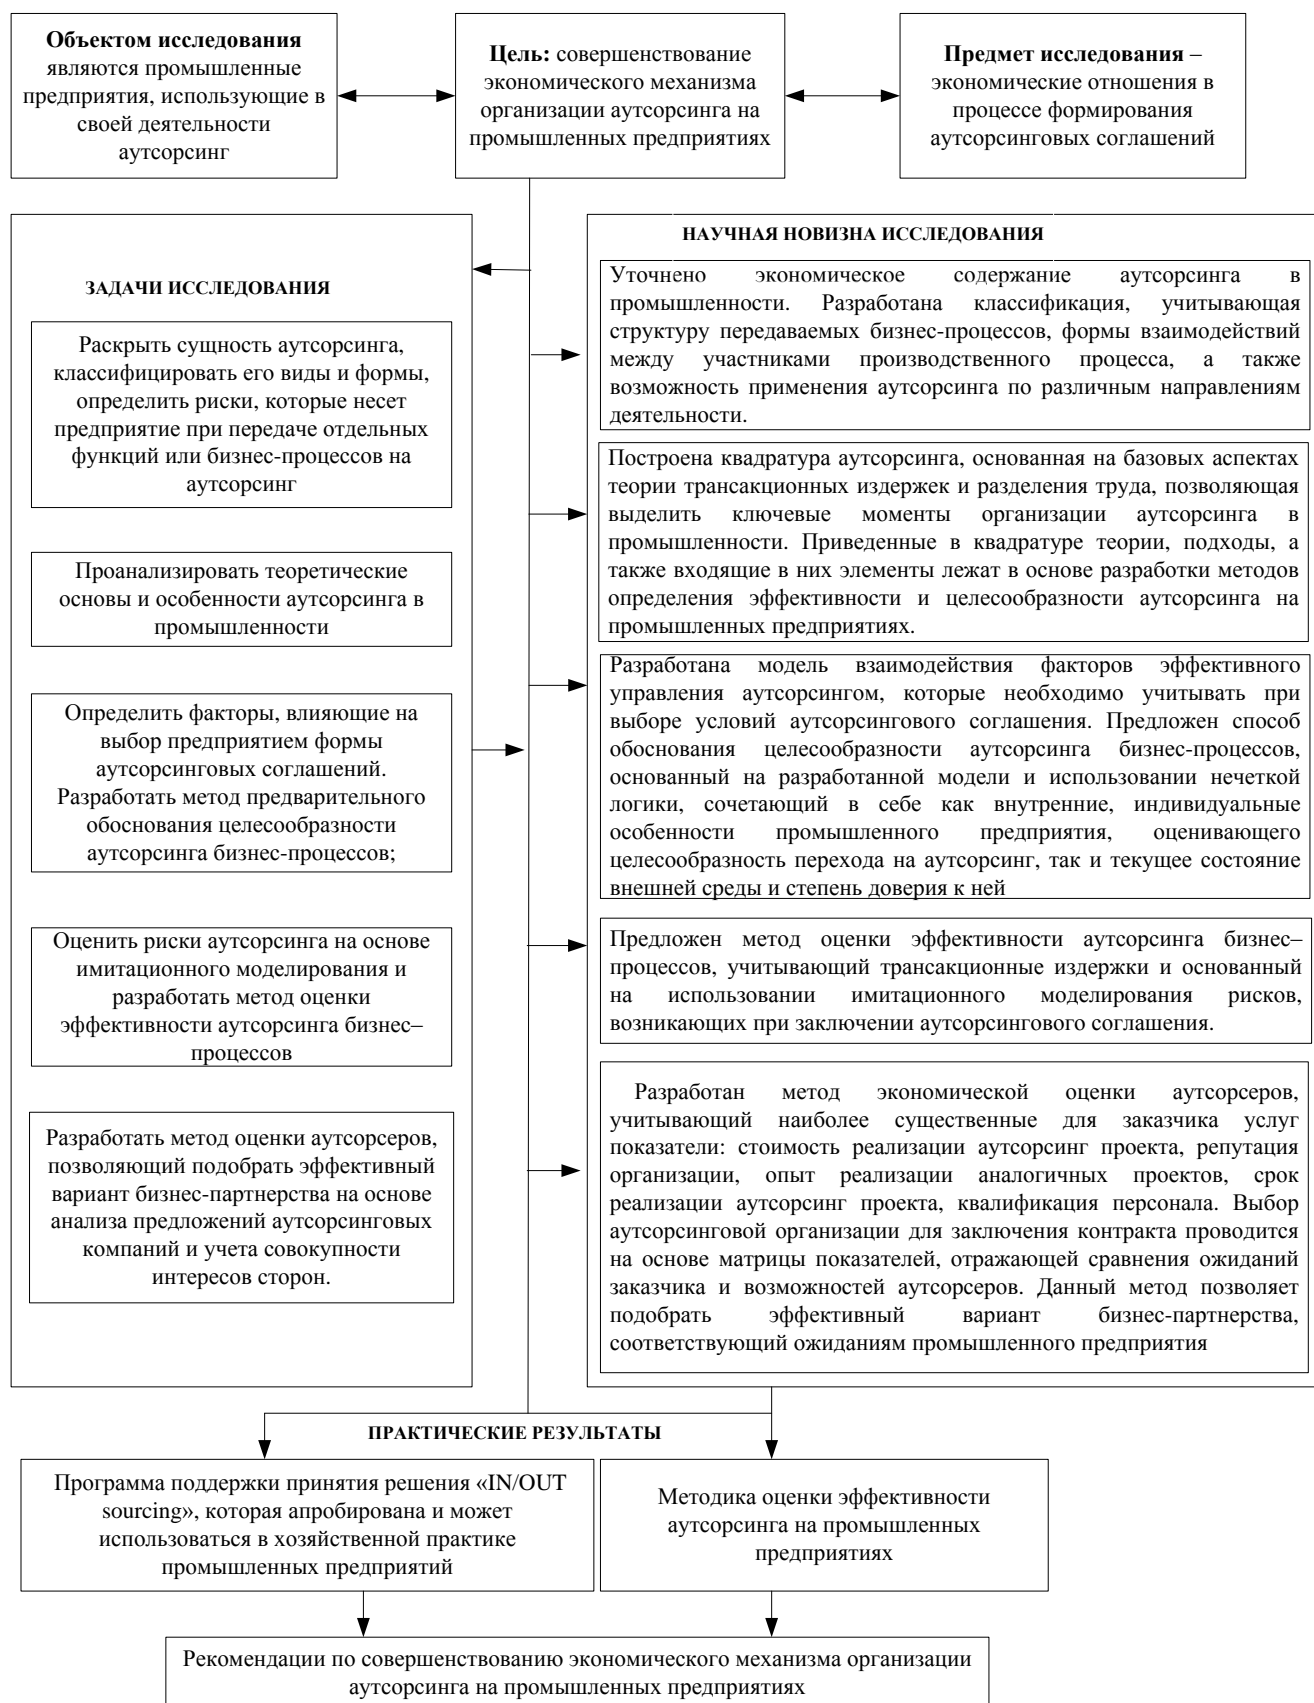 Объектом исследования
являются промышленные
предприятия, использующие в
своей деятельности
аутсорсинг
Цель: совершенствование
экономического механизма
организации аутсорсинга на
промышленных предприятиях
Предмет исследования –
экономические отношения в
процессе формирования
аутсорсинговых соглашений
ЗАДАЧИ ИССЛЕДОВАНИЯ
Раскрыть сущность аутсорсинга,
классифицировать его виды и формы,
определить риски, которые несет
предприятие при передаче отдельных
функций или бизнес-процессов на
аутсорсинг
Проанализировать теоретические
основы и особенности аутсорсинга в
промышленности
Определить факторы, влияющие на
выбор предприятием формы
аутсорсинговых соглашений.
Разработать метод предварительного
обоснования целесообразности
аутсорсинга бизнес-процессов;
Оценить риски аутсорсинга на основе
имитационного моделирования и
разработать метод оценки
эффективности аутсорсинга бизнес–
процессов
Разработать метод оценки аутсорсеров,
позволяющий подобрать эффективный
вариант бизнес-партнерства на основе
анализа предложений аутсорсинговых
компаний и учета совокупности
интересов сторон.
НАУЧНАЯ НОВИЗНА ИССЛЕДОВАНИЯ
Уточнено экономическое содержание аутсорсинга в
промышленности. Разработана классификация, учитывающая
структуру передаваемых бизнес-процессов, формы взаимодействий
между участниками производственного процесса, а также
возможность применения аутсорсинга по различным направлениям
деятельности.
Построена квадратура аутсорсинга, основанная на базовых аспектах
теории трансакционных издержек и разделения труда, позволяющая
выделить ключевые моменты организации аутсорсинга в
промышленности. Приведенные в квадратуре теории, подходы, а
также входящие в них элементы лежат в основе разработки методов
определения эффективности и целесообразности аутсорсинга на
промышленных предприятиях.
Разработана модель взаимодействия факторов эффективного
управления аутсорсингом, которые необходимо учитывать при
выборе условий аутсорсингового соглашения. Предложен способ
обоснования целесообразности аутсорсинга бизнес-процессов,
основанный на разработанной модели и использовании нечеткой
логики, сочетающий в себе как внутренние, индивидуальные
особенности промышленного предприятия, оценивающего
целесообразность перехода на аутсорсинг, так и текущее состояние
внешней среды и степень доверия к ней
Предложен метод оценки эффективности аутсорсинга бизнес–
процессов, учитывающий трансакционные издержки и основанный
на использовании имитационного моделирования рисков,
возникающих при заключении аутсорсингового соглашения.
Разработан метод экономической оценки аутсорсеров,
учитывающий наиболее существенные для заказчика услуг
показатели: стоимость реализации аутсорсинг проекта, репутация
организации, опыт реализации аналогичных проектов, срок
реализации аутсорсинг проекта, квалификация персонала. Выбор
аутсорсинговой организации для заключения контракта проводится
на основе матрицы показателей, отражающей сравнения ожиданий
заказчика и возможностей аутсорсеров. Данный метод позволяет
подобрать эффективный вариант бизнес-партнерства,
соответствующий ожиданиям промышленного предприятия
ПРАКТИЧЕСКИЕ РЕЗУЛЬТАТЫ
Программа поддержки принятия решения «IN/OUT
sourcing», которая апробирована и может
использоваться в хозяйственной практике
промышленных предприятий
Методика оценки эффективности
аутсорсинга на промышленных
предприятиях
Рекомендации по совершенствованию экономического механизма организации
аутсорсинга на промышленных предприятиях